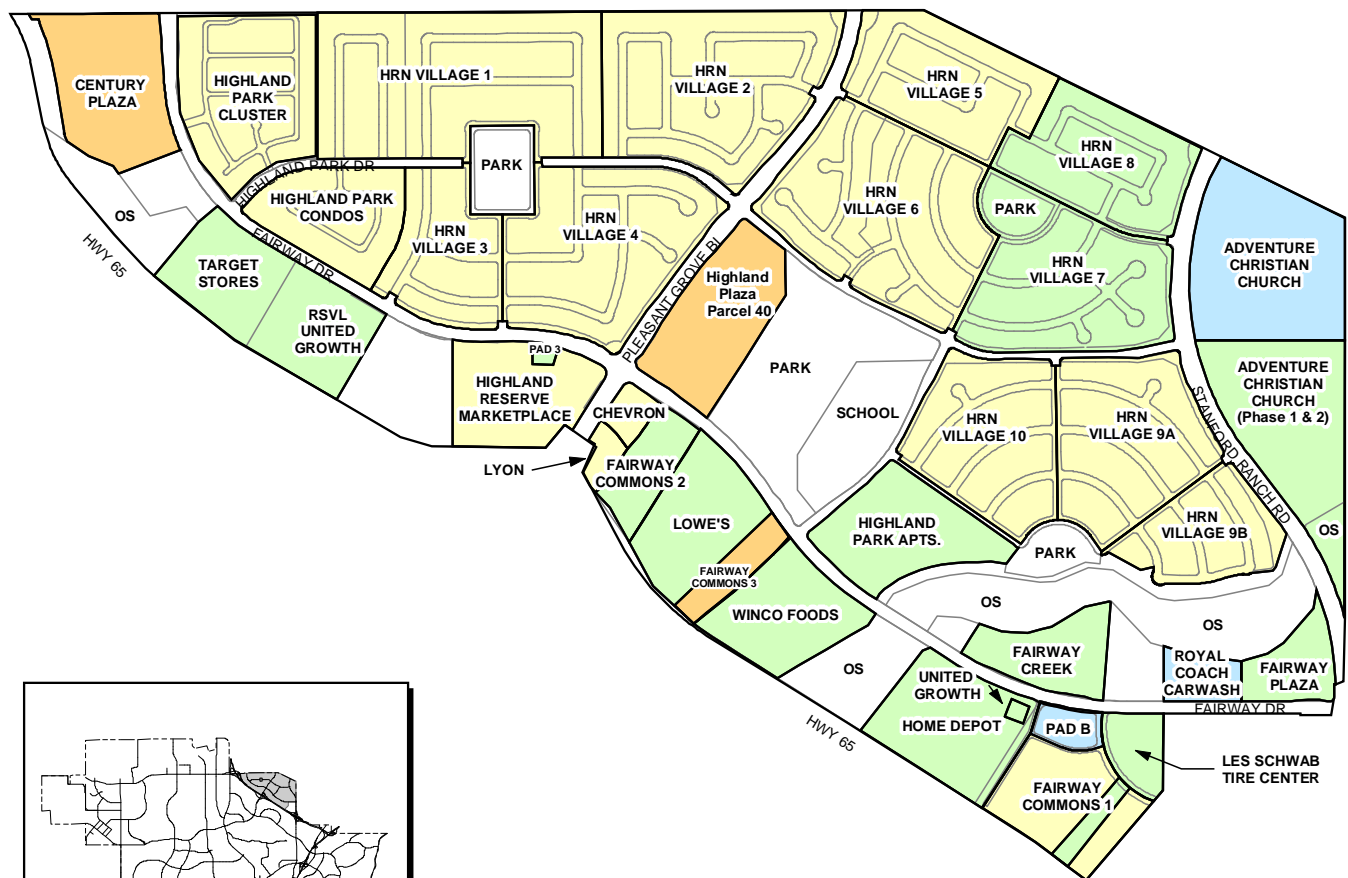 CENTURY
PLAZA
HIGHLAND
PARK
CLUSTER
HRN VILLAGE 1
HRN
VILLAGE 2
HRN
VILLAGE 5
HRN
VILLAGE 8
PARK
HIGHLAND PARK DR
HIGHLAND PARK
CONDOS
HRN
VILLAGE 3
HRN
VILLAGE 4
HRN
VILLAGE 6
PARK
HRN
VILLAGE 7
ADVENTURE
CHRISTIAN
CHURCH
OS
HWY 65
FAIRWAY DR
TARGET
STORES
RSVL
UNITED
GROWTH
PLEASANT GROVE BL
Highland
Plaza
Parcel 40
PAD 3
HIGHLAND
RESERVE
MARKETPLACE
PARK
SCHOOL
ADVENTURE
CHRISTIAN
CHURCH
(Phase 1 & 2)
STANFORD RANCH RD
CHEVRON
LYON
FAIRWAY
COMMONS 2
HRN
VILLAGE 10
HRN
VILLAGE 9A
HRN
VILLAGE 9B
LOWE'S
HIGHLAND
PARK APTS.
PARK
OS
FAIRWAY
COMMONS 3
WINCO FOODS
OS
OS
OS
FAIRWAY
CREEK
ROYAL
COACH
CARWASH
FAIRWAY
PLAZA
FAIRWAY DR
UNITED
GROWTH
HOME DEPOT
HWY 65
PAD B
LES SCHWAB
TIRE CENTER
FAIRWAY
COMMONS 1